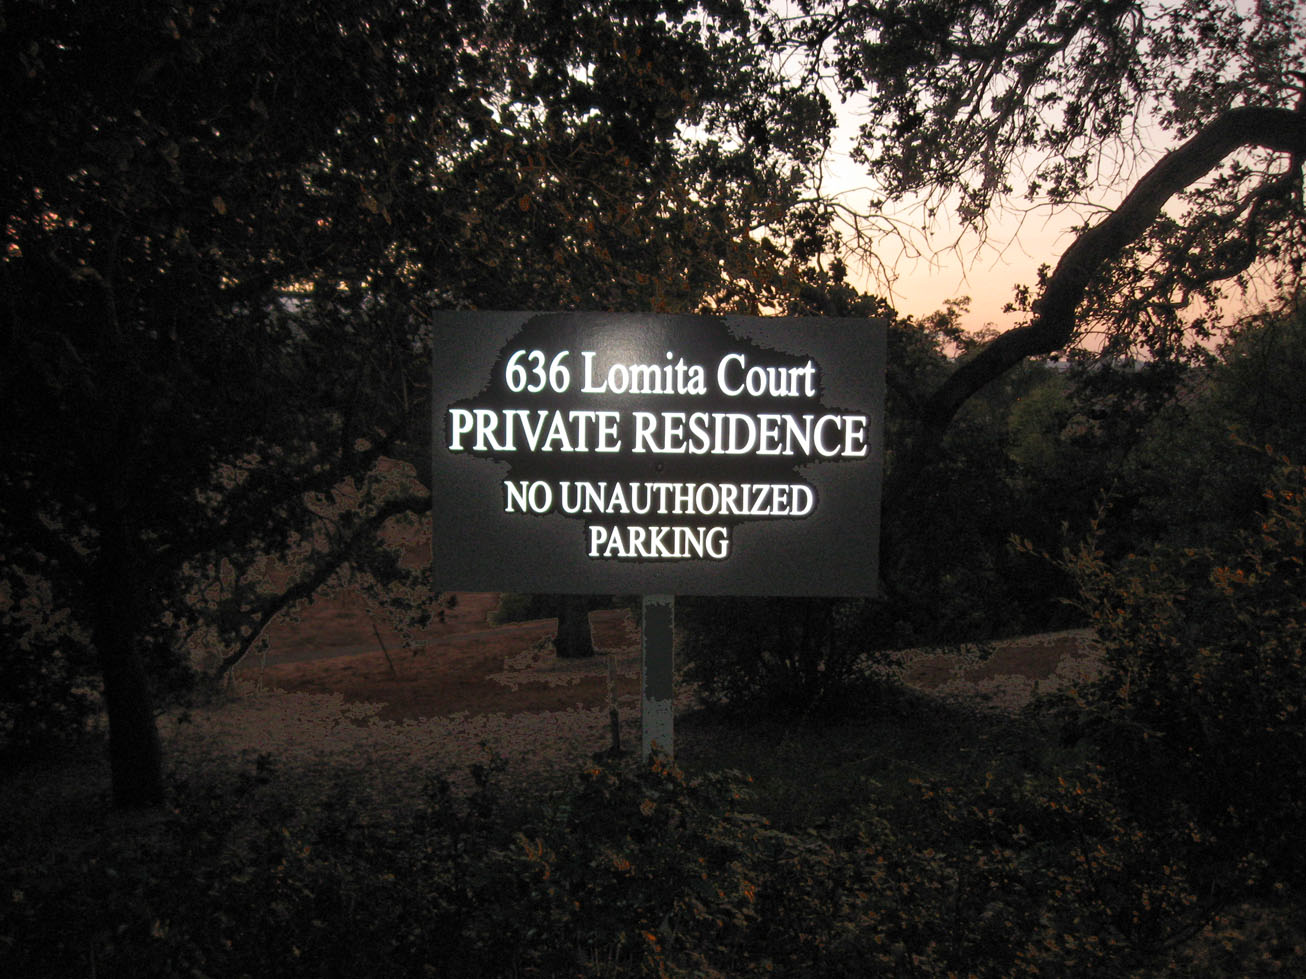 636 Lomita Court
PRIVATE RESIDENCE
NO UNAUTHORIZED
PARKING